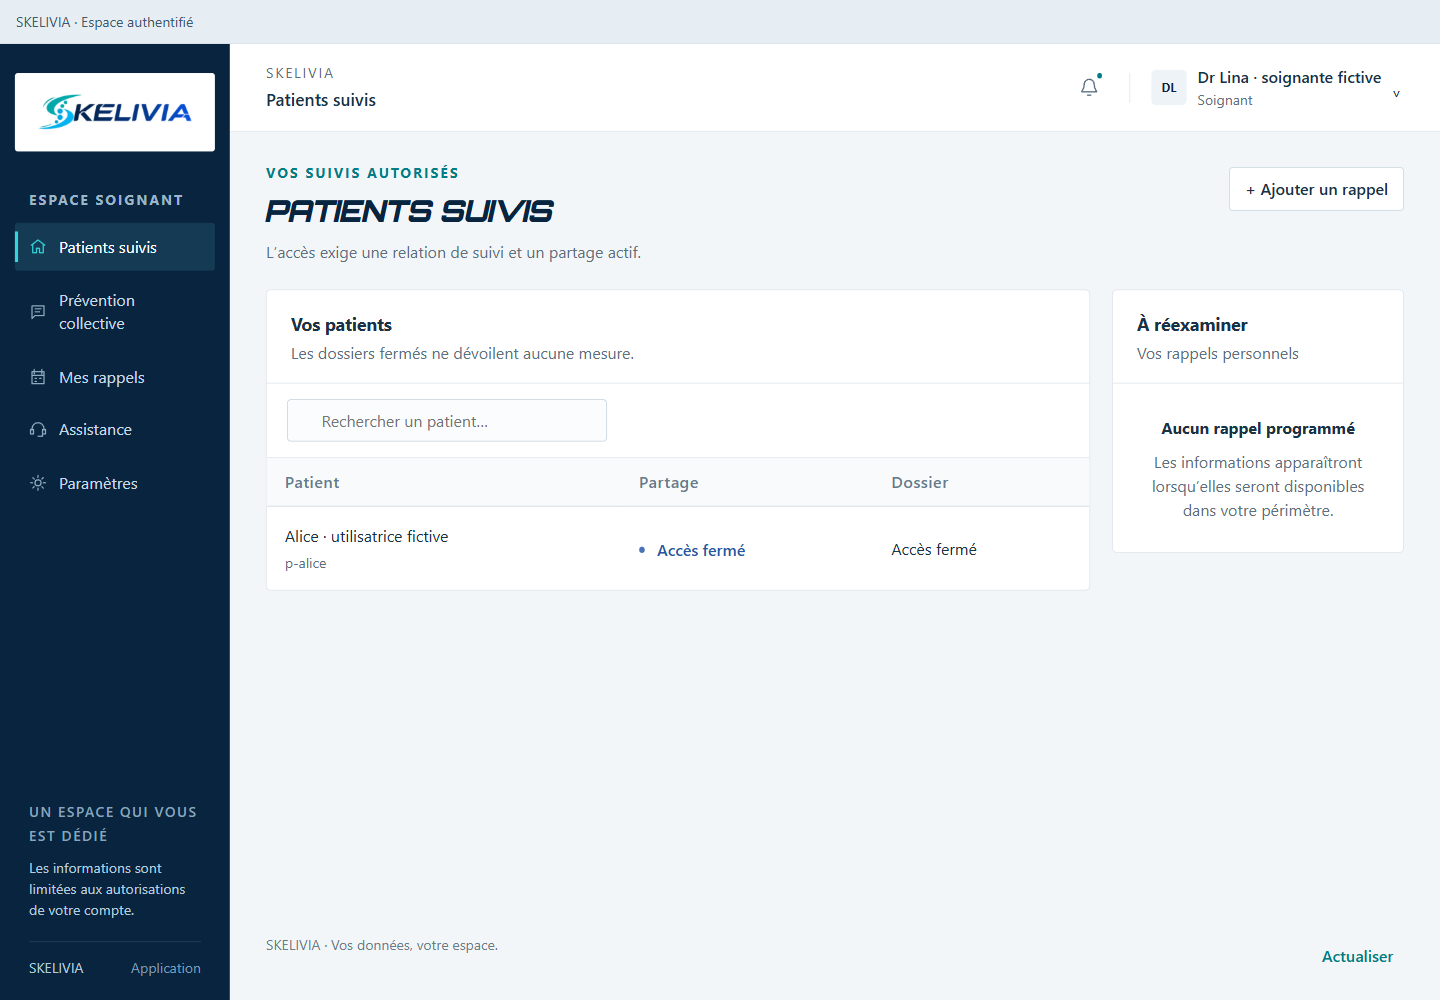 SKELIVIA · Espace authentifié
SKELIVIA
ESPACE SOIGNANT
Patients suivis
Prévention
collective
Mes rappels
Assistance
Paramètres
UN ESPACE QUI VOUS
EST DÉDIÉ
Les informations sont
limitées aux autorisations
de votre compte.
SKELIVIA Application
SKELIVIA
Patients suivis
DL
Dr Lina · soignante fictive
Soignant
v
VOS SUIVIS AUTORISÉS
PATIENTS SUIVIS
L’accès exige une relation de suivi et un partage actif.
+ Ajouter un rappel
Vos patients
Les dossiers fermés ne dévoilent aucune mesure.
Rechercher un patient...
Patient Partage Dossier
Alice · utilisatrice fictive
p-alice
Accès fermé
Accès fermé
À réexaminer
Vos rappels personnels
Aucun rappel programmé
Les informations apparaîtront
lorsqu’elles seront disponibles
dans votre périmètre.
SKELIVIA · Vos données, votre espace.
Actualiser